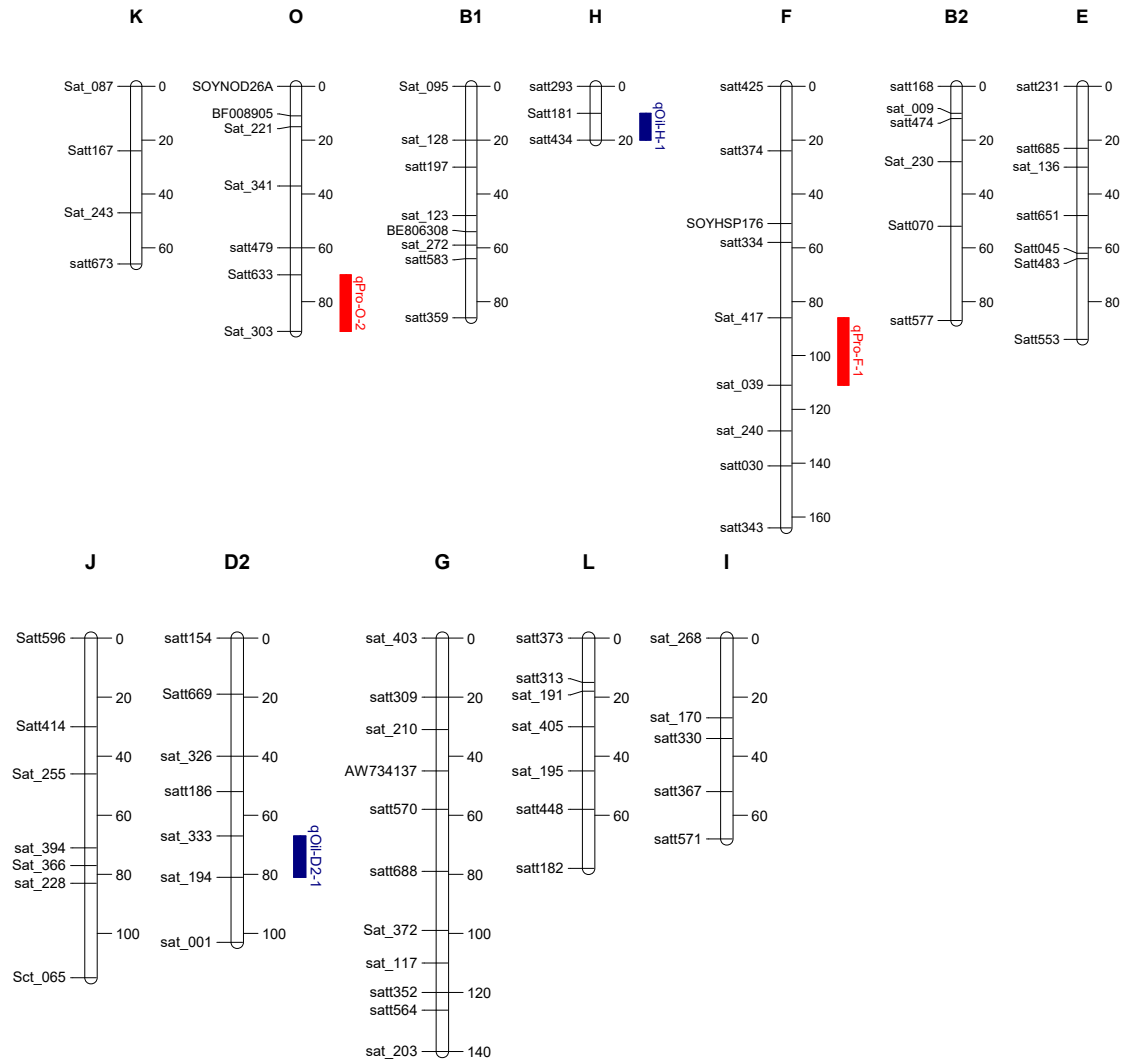 K
O
B1
H
F
B2
E
Sat_087
Satt167
Sat_243
satt673
0
20
40
60
SOYNOD26A
BF008905
Sat_221
Sat_341
satt479
Satt633
Sat_303
0
20
40
60
80
qPro-O-2
Sat_095
sat_128
satt197
sat_123
BE806308
sat_272
satt583
satt359
0
20
40
60
80
satt293
Satt181
satt434
0
20
qOil-H-1
satt425
satt374
SOYHSP176
satt334
Sat_417
sat_039
sat_240
satt030
satt343
0
20
40
60
80
100
120
140
160
qPro-F-1
satt168
sat_009
satt474
Sat_230
Satt070
satt577
0
20
40
60
80
satt231
satt685
sat_136
satt651
Satt045
Satt483
Satt553
0
20
40
60
80
J
D2
G
L
I
Satt596
Satt414
Sat_255
sat_394
Sat_366
sat_228
Sct_065
0
20
40
60
80
100
satt154
Satt669
sat_326
satt186
sat_333
sat_194
sat_001
0
20
40
60
80
100
qOil-D2-1
sat_403
satt309
sat_210
AW734137
satt570
satt688
Sat_372
sat_117
satt352
satt564
sat_203
0
20
40
60
80
100
120
140
satt373
satt313
sat_191
sat_405
sat_195
satt448
satt182
0
20
40
60
sat_268
sat_170
satt330
satt367
satt571
0
20
40
60